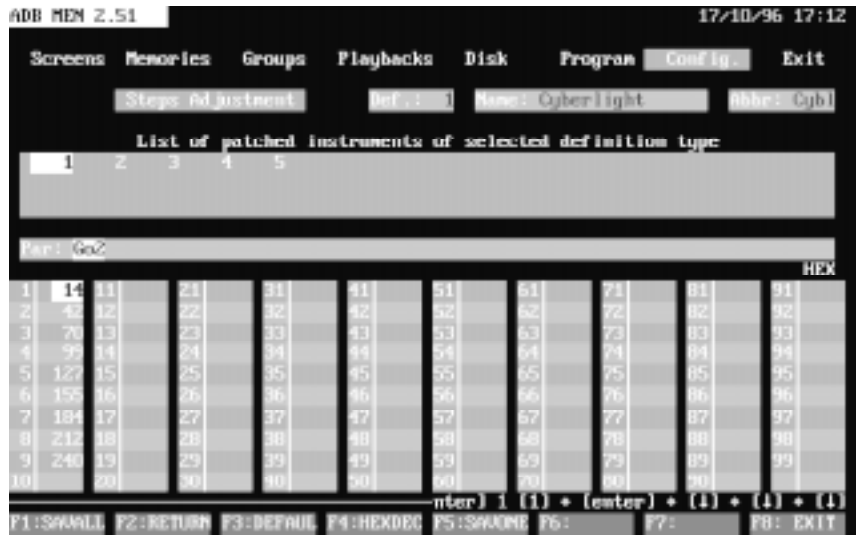 ADB MEM 2.51 17/10/96 17:12
Screens Memories Groups Playbacks Disk Program Config. Exit
Steps Adjustment Def.: 1 Name: Cyberlight Abbr: Cybl
List of patched instruments of selected definition type
1 2 3 4 5
Par: Go2
HEX
1 14 11 21 31 41 51 61 71 81 91
2 42 12 22 32 42 52 62 72 82 92
3 70 13 23 33 43 53 63 73 83 93
4 99 14 24 34 44 54 64 74 84 94
5 127 15 25 35 45 55 65 75 85 95
6 155 16 26 36 46 56 66 76 86 96
7 184 17 27 37 47 57 67 77 87 97
8 212 18 28 38 48 58 68 78 88 98
9 240 19 29 39 49 59 69 79 89 99
10 20 30 40 50 60 70 80 90
nter) 1 (1) + (enter) + (↓) + (↓) + (↓)
F1:SAVALL F2:RETURN F3:DEFAUL F4:HEXDEC F5:SAVONE F6: F7: F8: EXIT